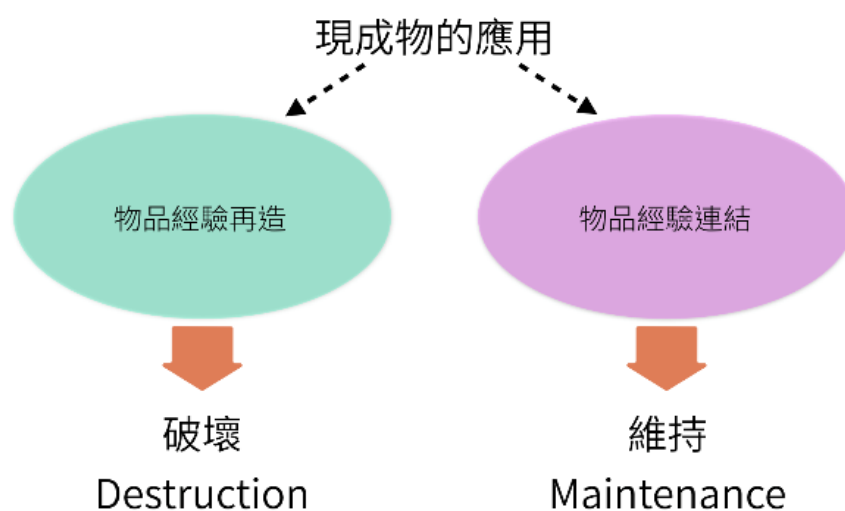 現成物的應用
物品經驗再造
物品經驗連結
破壞
Destruction
維持
Maintenance